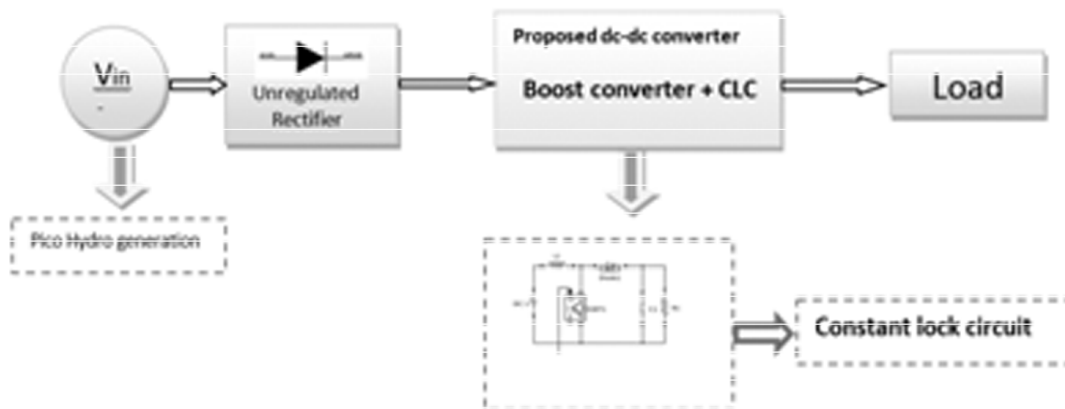 Vin
Unregulated
Rectifier
Proposed dc-dc converter
Boost converter + CLC
Load
Pico Hydro generation
Constant lock circuit